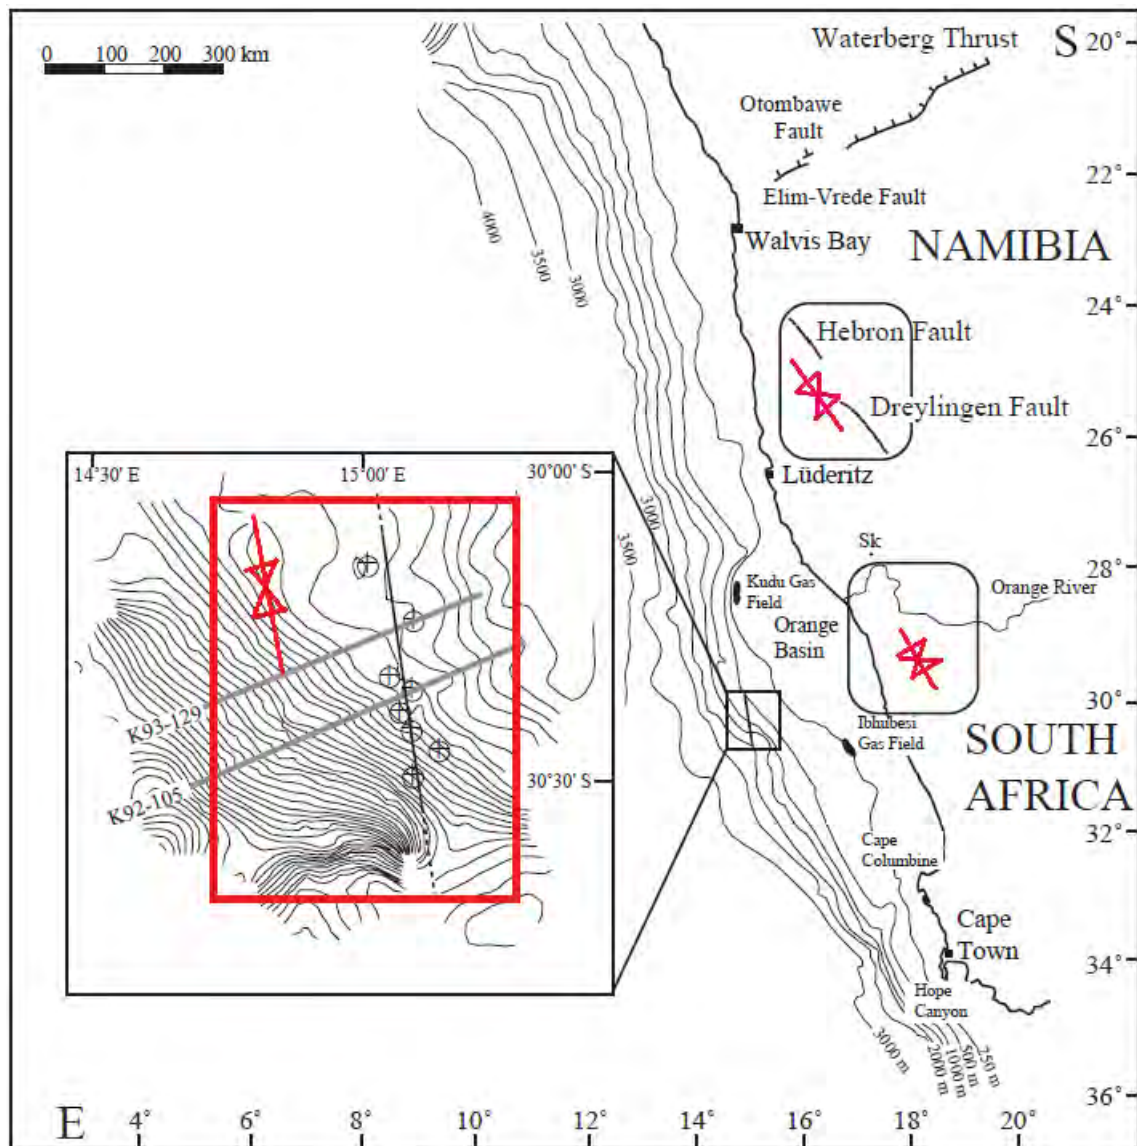 0 100 200 300 km
Waterberg Thrust
S
20°
Otombawe
Fault
22°
Elim-Vrede Fault
Walvis Bay
NAMIBIA
4000
3500
3000
24°
Hebron Fault
Dreylingen Fault
26°
Lüderitz
14°30' E
15°00' E
30°00' S
3000
3500
Sk
28°
Kudu Gas
Field
Orange River
Orange
Basin
30°
K93-129
Ibhubesi
Gas Field
SOUTH
AFRICA
30°30' S
K92-105
32°
Cape
Columbine
Cape
Town
34°
Hope
Canyon
3000 m
2000 m
1000 m
500 m
250 m
36°
E
4°
6°
8°
10°
12°
14°
16°
18°
20°